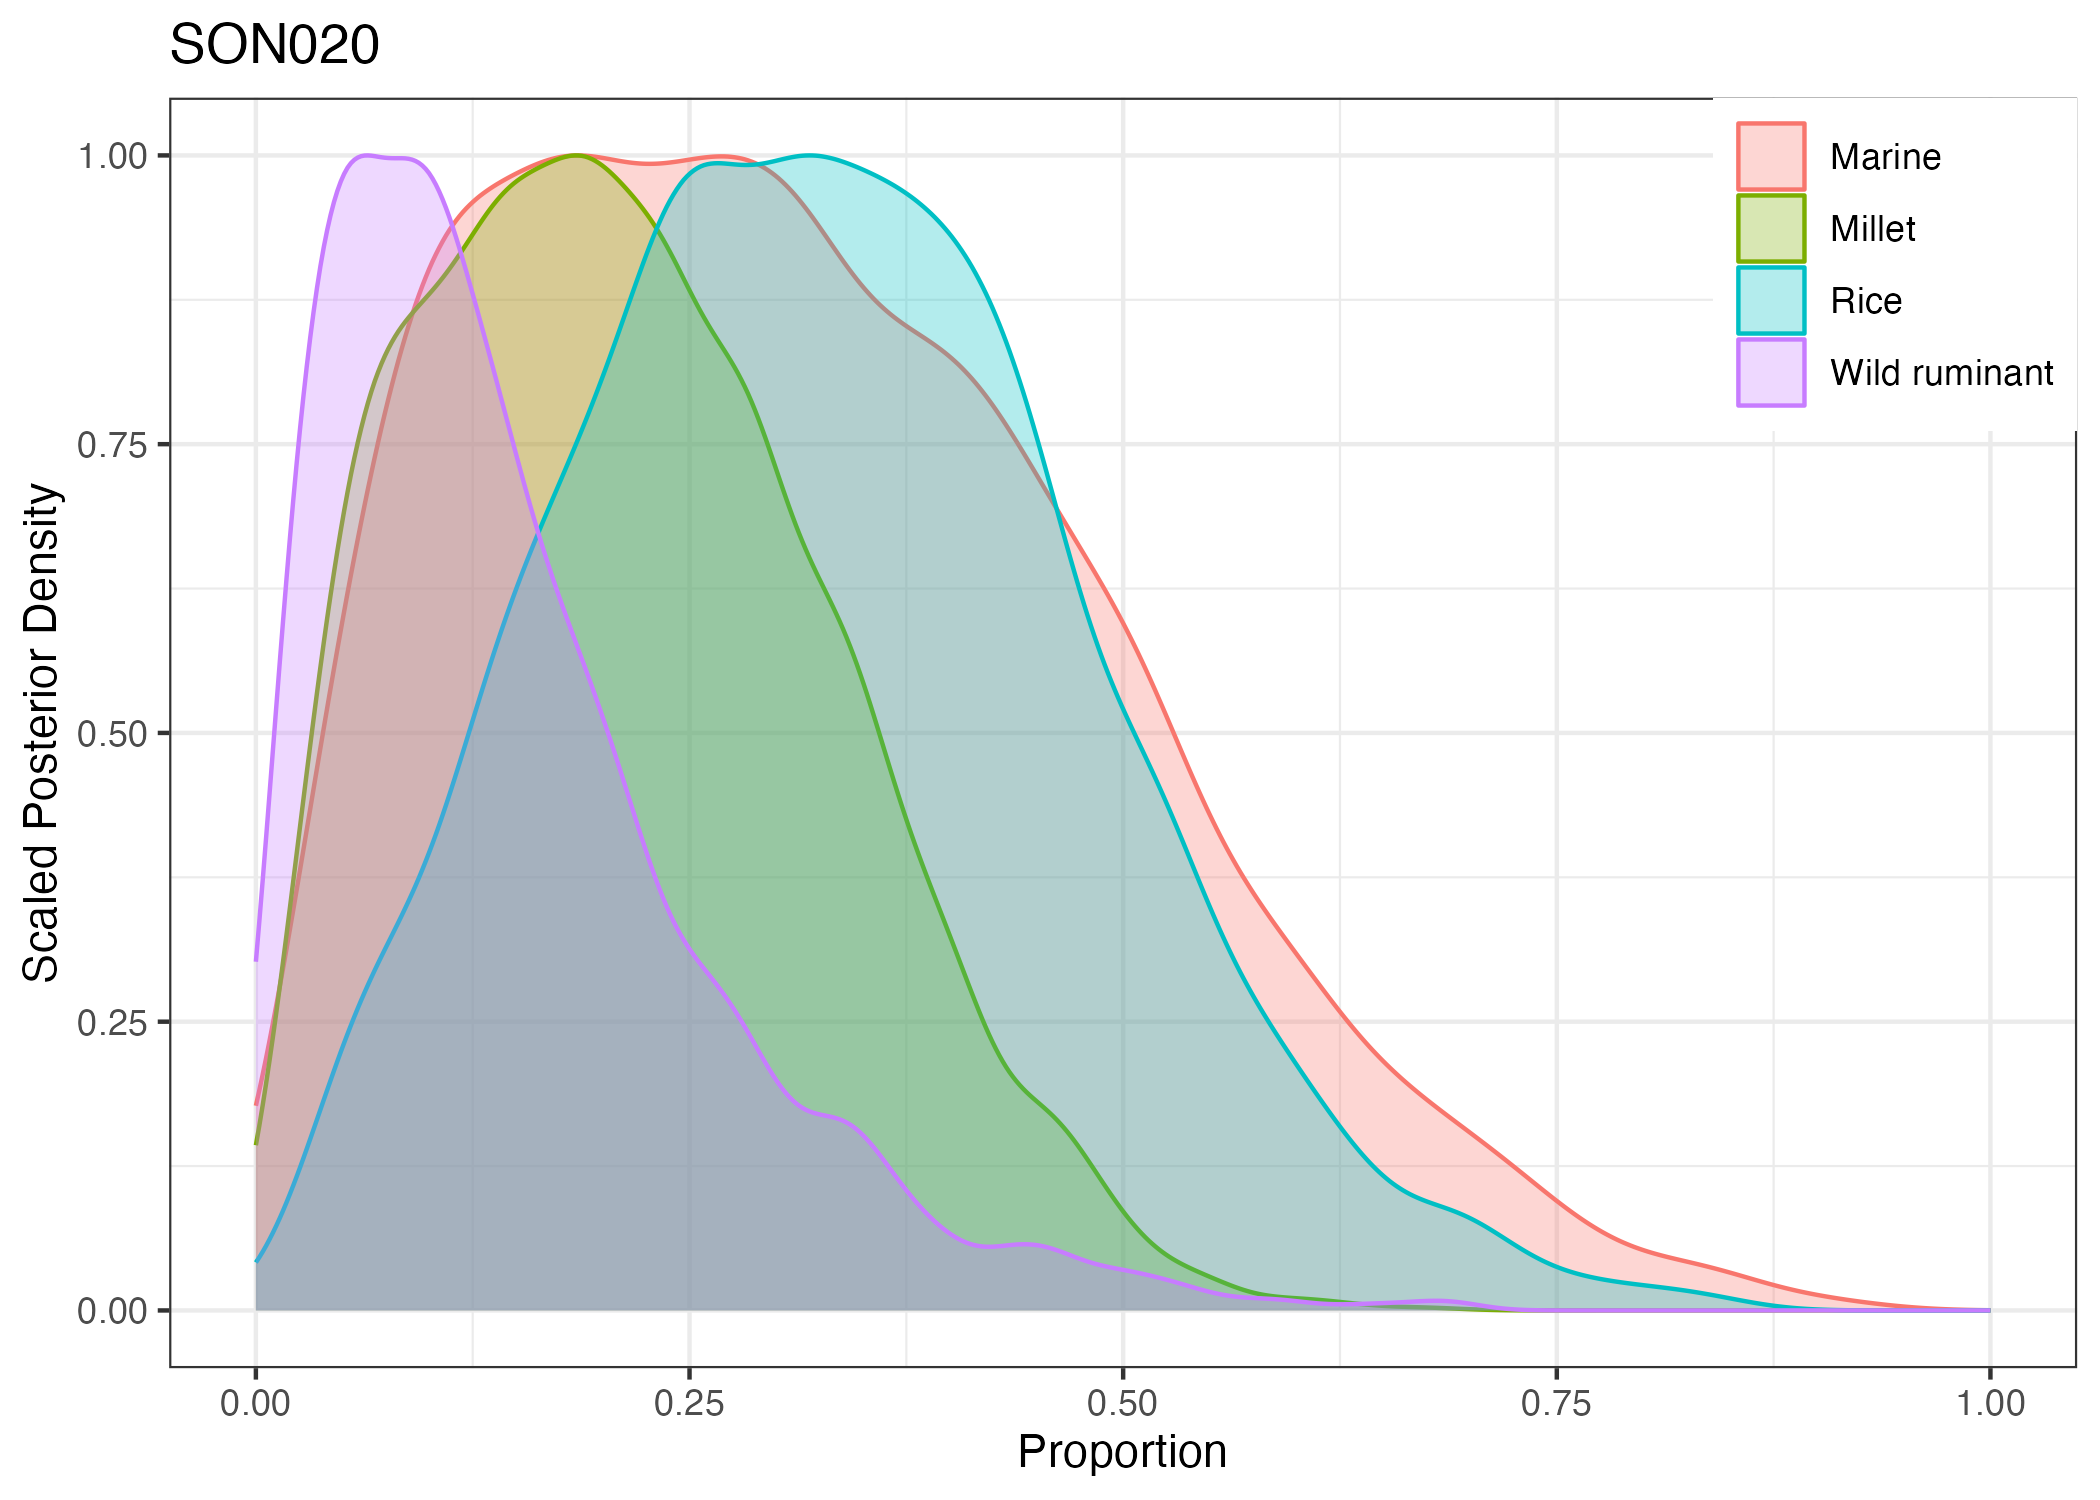 SON020
Marine
Millet
Rice
Wild ruminant
Scaled Posterior Density
1.00
0.75
0.50
0.25
0.00
0.00 0.25 0.50 0.75 1.00
Proportion